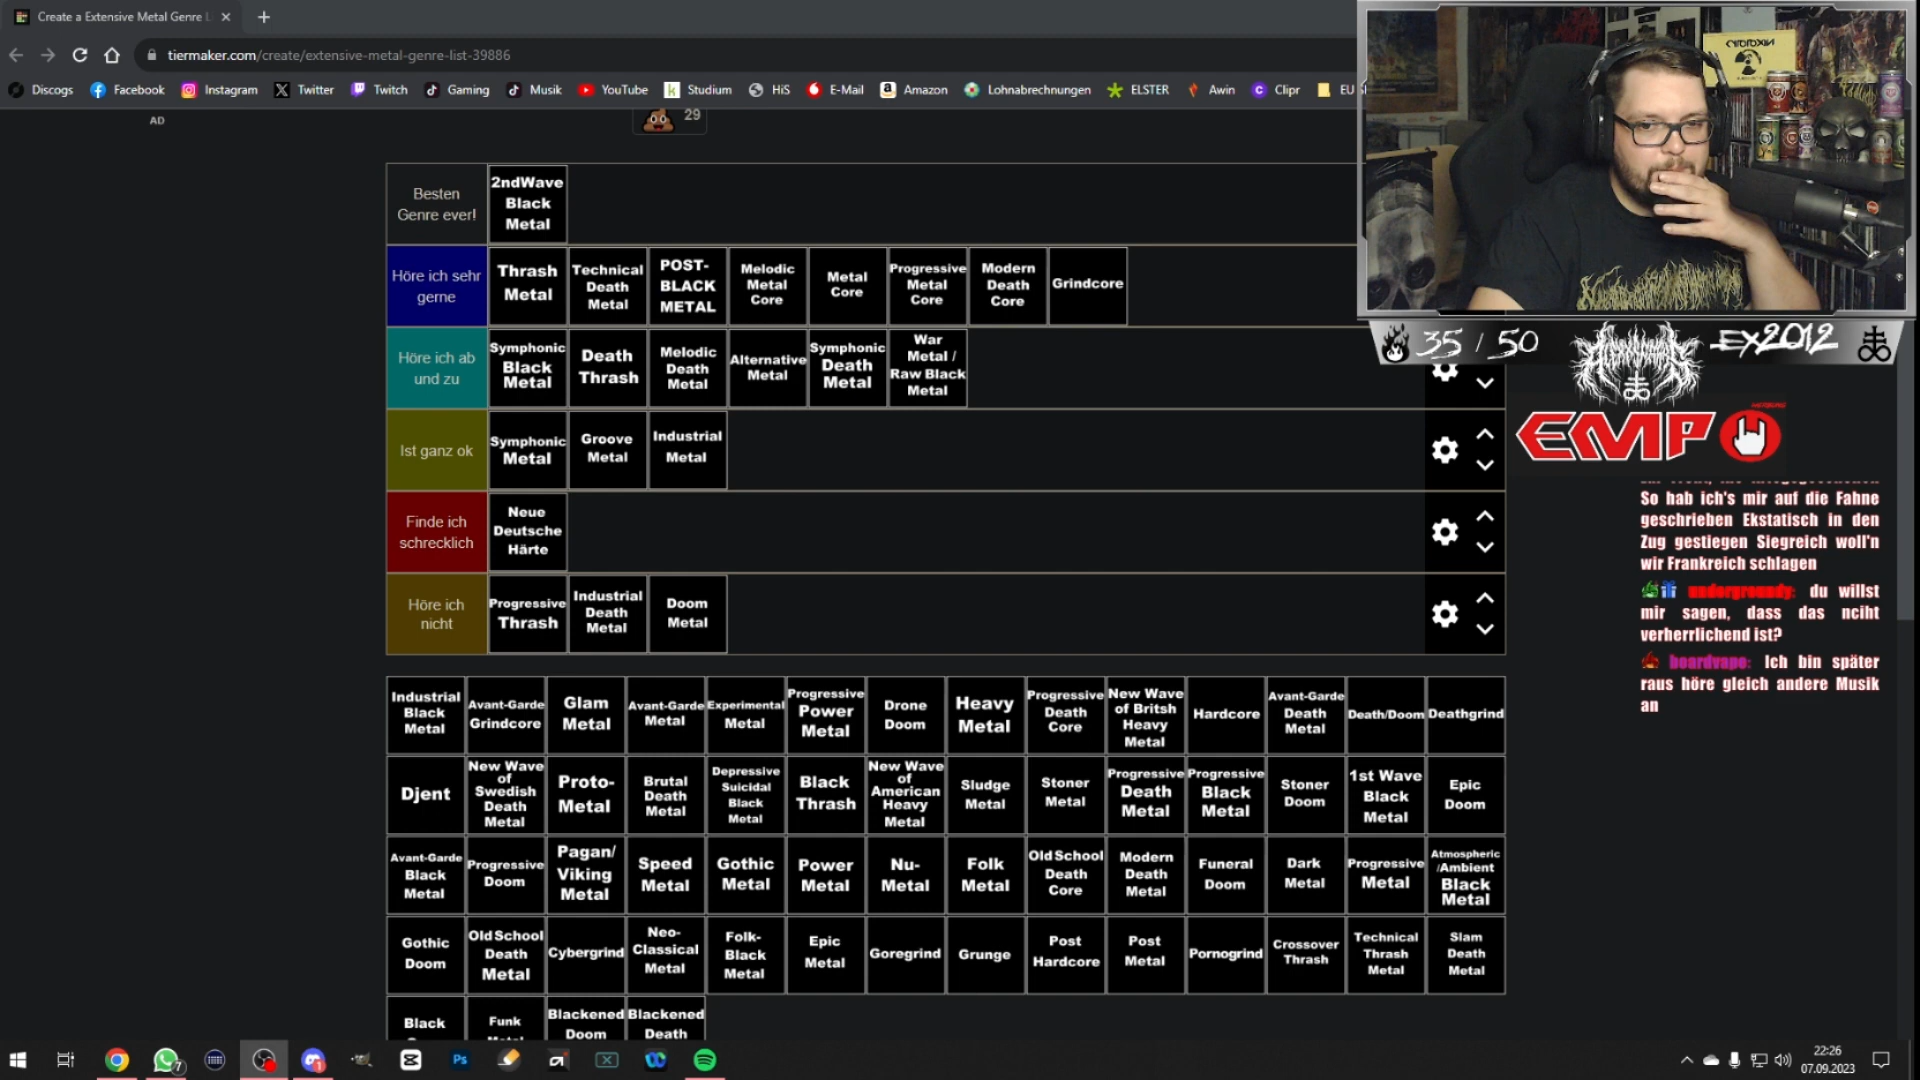 Create a Extensive Metal Genre L
tiermaker.com/create/extensive-metal-genre-list-39886
Discogs Facebook Instagram Twitter Twitch Gaming Musik YouTube Studium HiS E-Mail Amazon Lohnabrechnungen ELSTER Awin Clipr EU
AD
29
Besten
Genre ever!
2ndWave
Black
Metal
Höre ich sehr
gerne
Thrash
Metal
Technical
Death
Metal
POST-
BLACK
METAL
Melodic
Metal
Core
Metal
Core
Progressive
Metal
Core
Modern
Death
Core
Grindcore
Höre ich ab
und zu
Symphonic
Black
Metal
Death
Thrash
Melodic
Death
Metal
Alternative
Metal
Symphonic
Death
Metal
War
Metal /
Raw Black
Metal
Ist ganz ok
Symphonic
Metal
Groove
Metal
Industrial
Metal
Finde ich
schrecklich
Neue
Deutsche
Härte
Höre ich
nicht
Progressive
Thrash
Industrial
Death
Metal
Doom
Metal
Industrial
Black
Metal
Avant-Garde
Grindcore
Glam
Metal
Avant-Garde
Metal
Experimental
Metal
Progressive
Power
Metal
Drone
Doom
Heavy
Metal
Progressive
Death
Core
New Wave
of Britsh
Heavy
Metal
Hardcore
Avant-Garde
Death
Metal
Death/Doom
Deathgrind
Djent
New Wave
of
Swedish
Death
Metal
Proto-
Metal
Brutal
Death
Metal
Depressive
Suicidal
Black
Metal
Black
Thrash
New Wave
of
American
Heavy
Metal
Sludge
Metal
Stoner
Metal
Progressive
Death
Metal
Progressive
Black
Metal
Stoner
Doom
1st Wave
Black
Metal
Epic
Doom
Avant-Garde
Black
Metal
Progressive
Doom
Pagan/
Viking
Metal
Speed
Metal
Gothic
Metal
Power
Metal
Nu-
Metal
Folk
Metal
Old School
Death
Core
Modern
Death
Metal
Funeral
Doom
Dark
Metal
Progressive
Metal
Atmospheric
/Ambient
Black
Metal
Gothic
Doom
Old School
Death
Metal
Cybergrind
Neo-
Classical
Metal
Folk-
Black
Metal
Epic
Metal
Goregrind
Grunge
Post
Hardcore
Post
Metal
Pornogrind
Crossover
Thrash
Technical
Thrash
Metal
Slam
Death
Metal
Black
Funk
Blackened
Doom
Blackened
Death
35 / 50
EX2012
EMP
So hab ich's mir auf die Fahne
geschrieben Ekstatisch in den
Zug gestiegen Siegreich woll'n
wir Frankreich schlagen
undergroundy: du willst
mir sagen, dass das nciht
verherrlichend ist?
boardvapo: Ich bin später
raus höre gleich andere Musik
an
7
1
Ps
22:26
07.09.2023